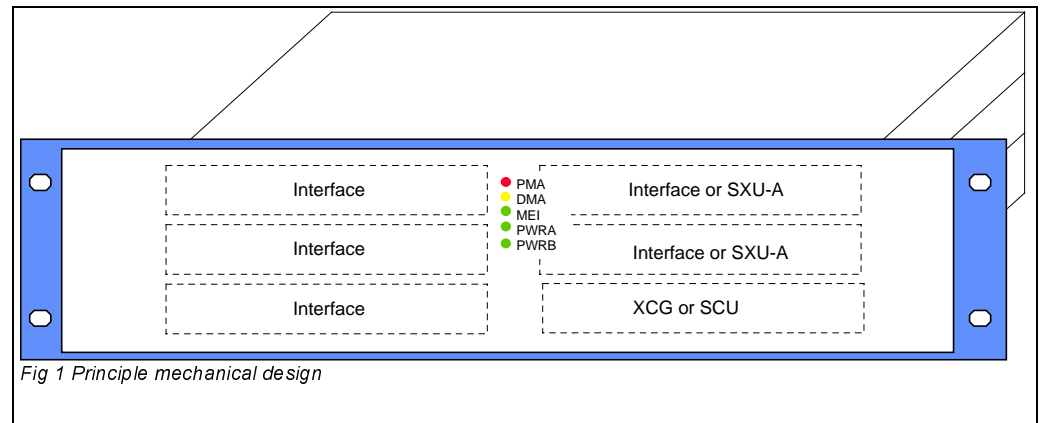 Interface
PMA
DMA
MEI
PWRA
PWRB
Interface or SXU-A
Interface
Interface or SXU-A
Interface
XCG or SCU
Fig 1 Principle mechanical design